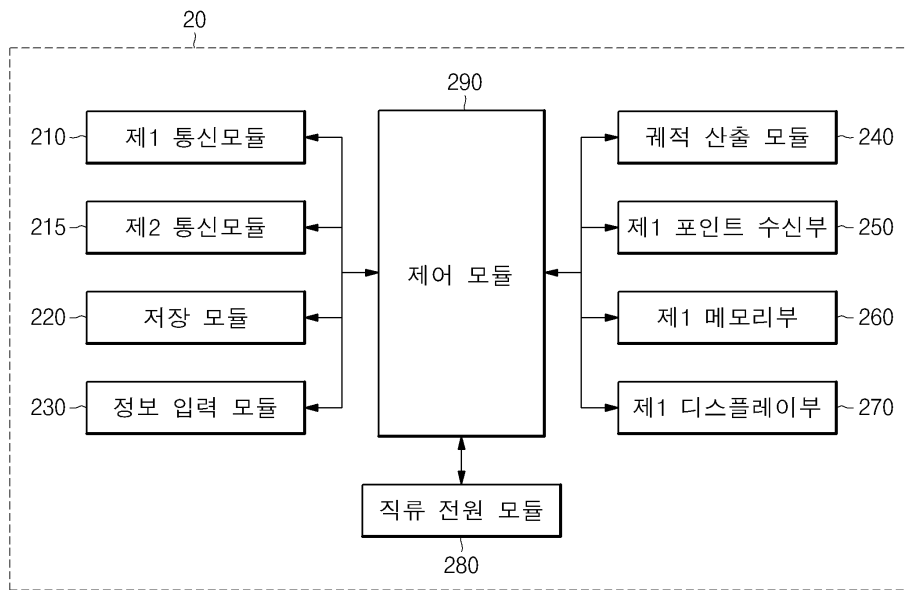 20
290
210 제1 통신모듈
궤적 산출 모듈 240
215 제2 통신모듈
제1 포인트 수신부 250
제어 모듈
220 저장 모듈
제1 메모리부 260
230 정보 입력 모듈
제1 디스플레이부 270
직류 전원 모듈
280